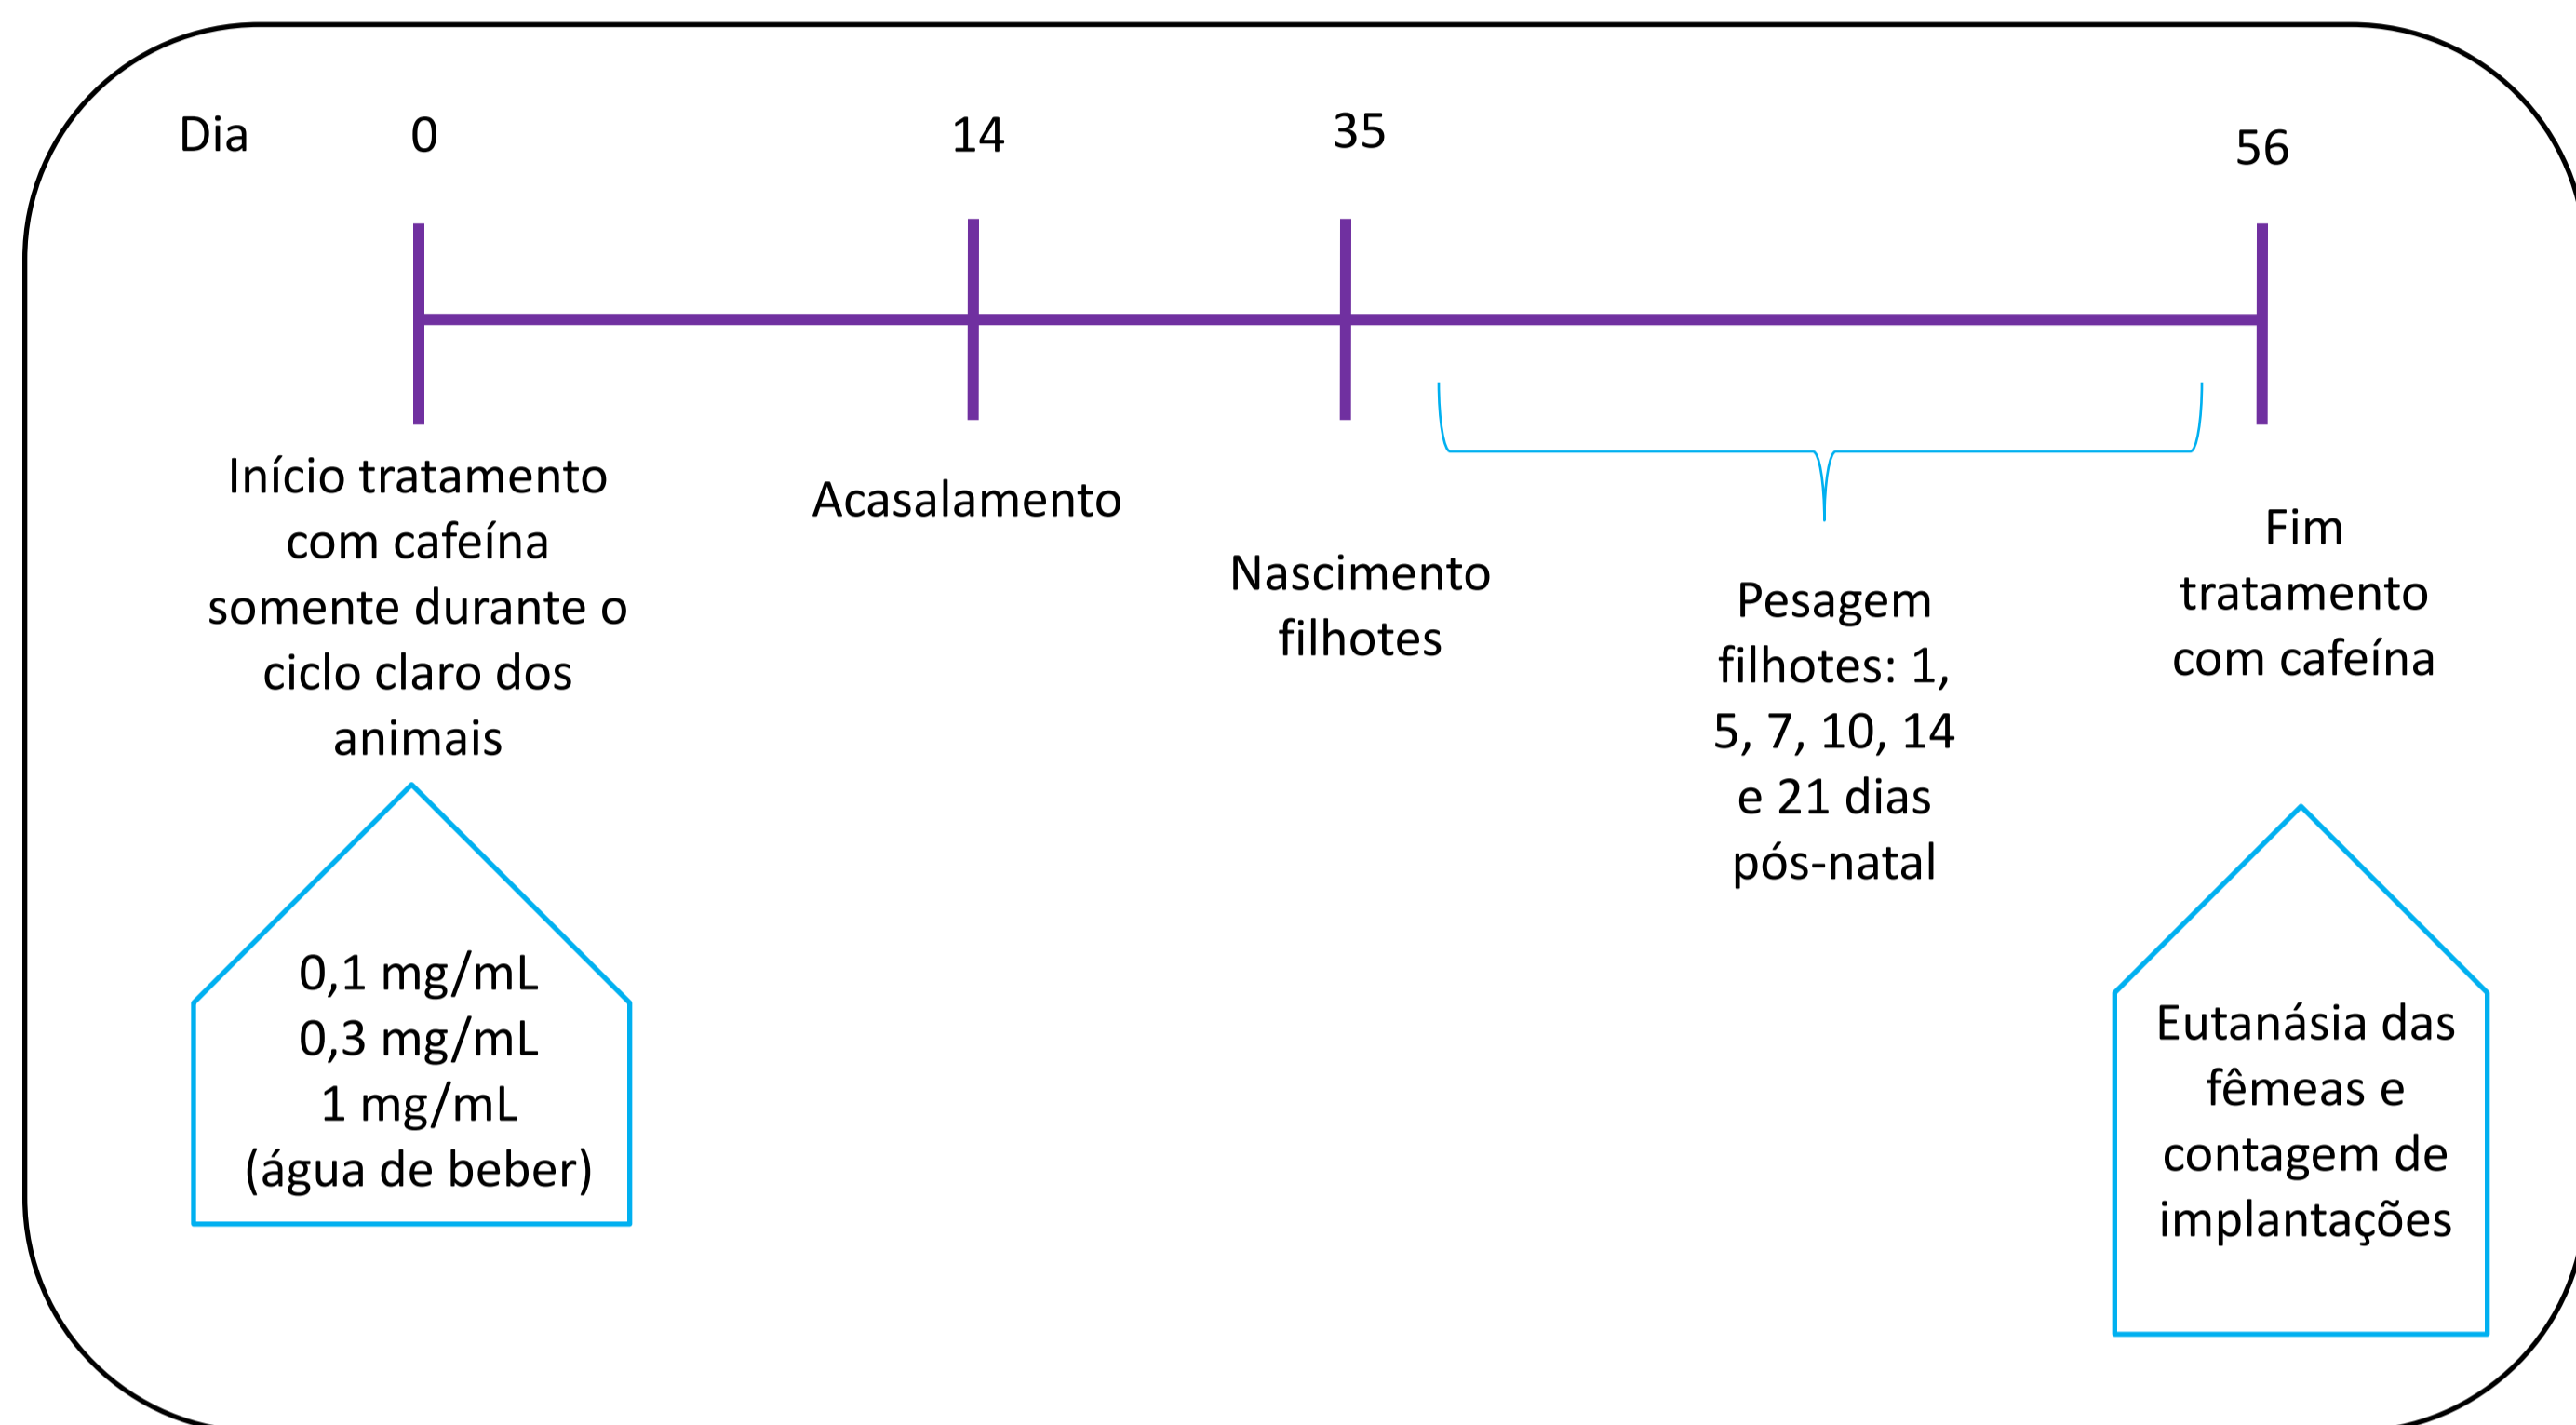 Dia 0 14 35 56
Início tratamento
com cafeína
somente durante o
ciclo claro dos
animais
0,1 mg/mL
0,3 mg/mL
1 mg/mL
(água de beber)
Acasalamento
Nascimento
filhotes
Pesagem
filhotes: 1,
5, 7, 10, 14
e 21 dias
pós-natal
Fim
tratamento
com cafeína
Eutanásia das
fêmeas e
contagem de
implantações